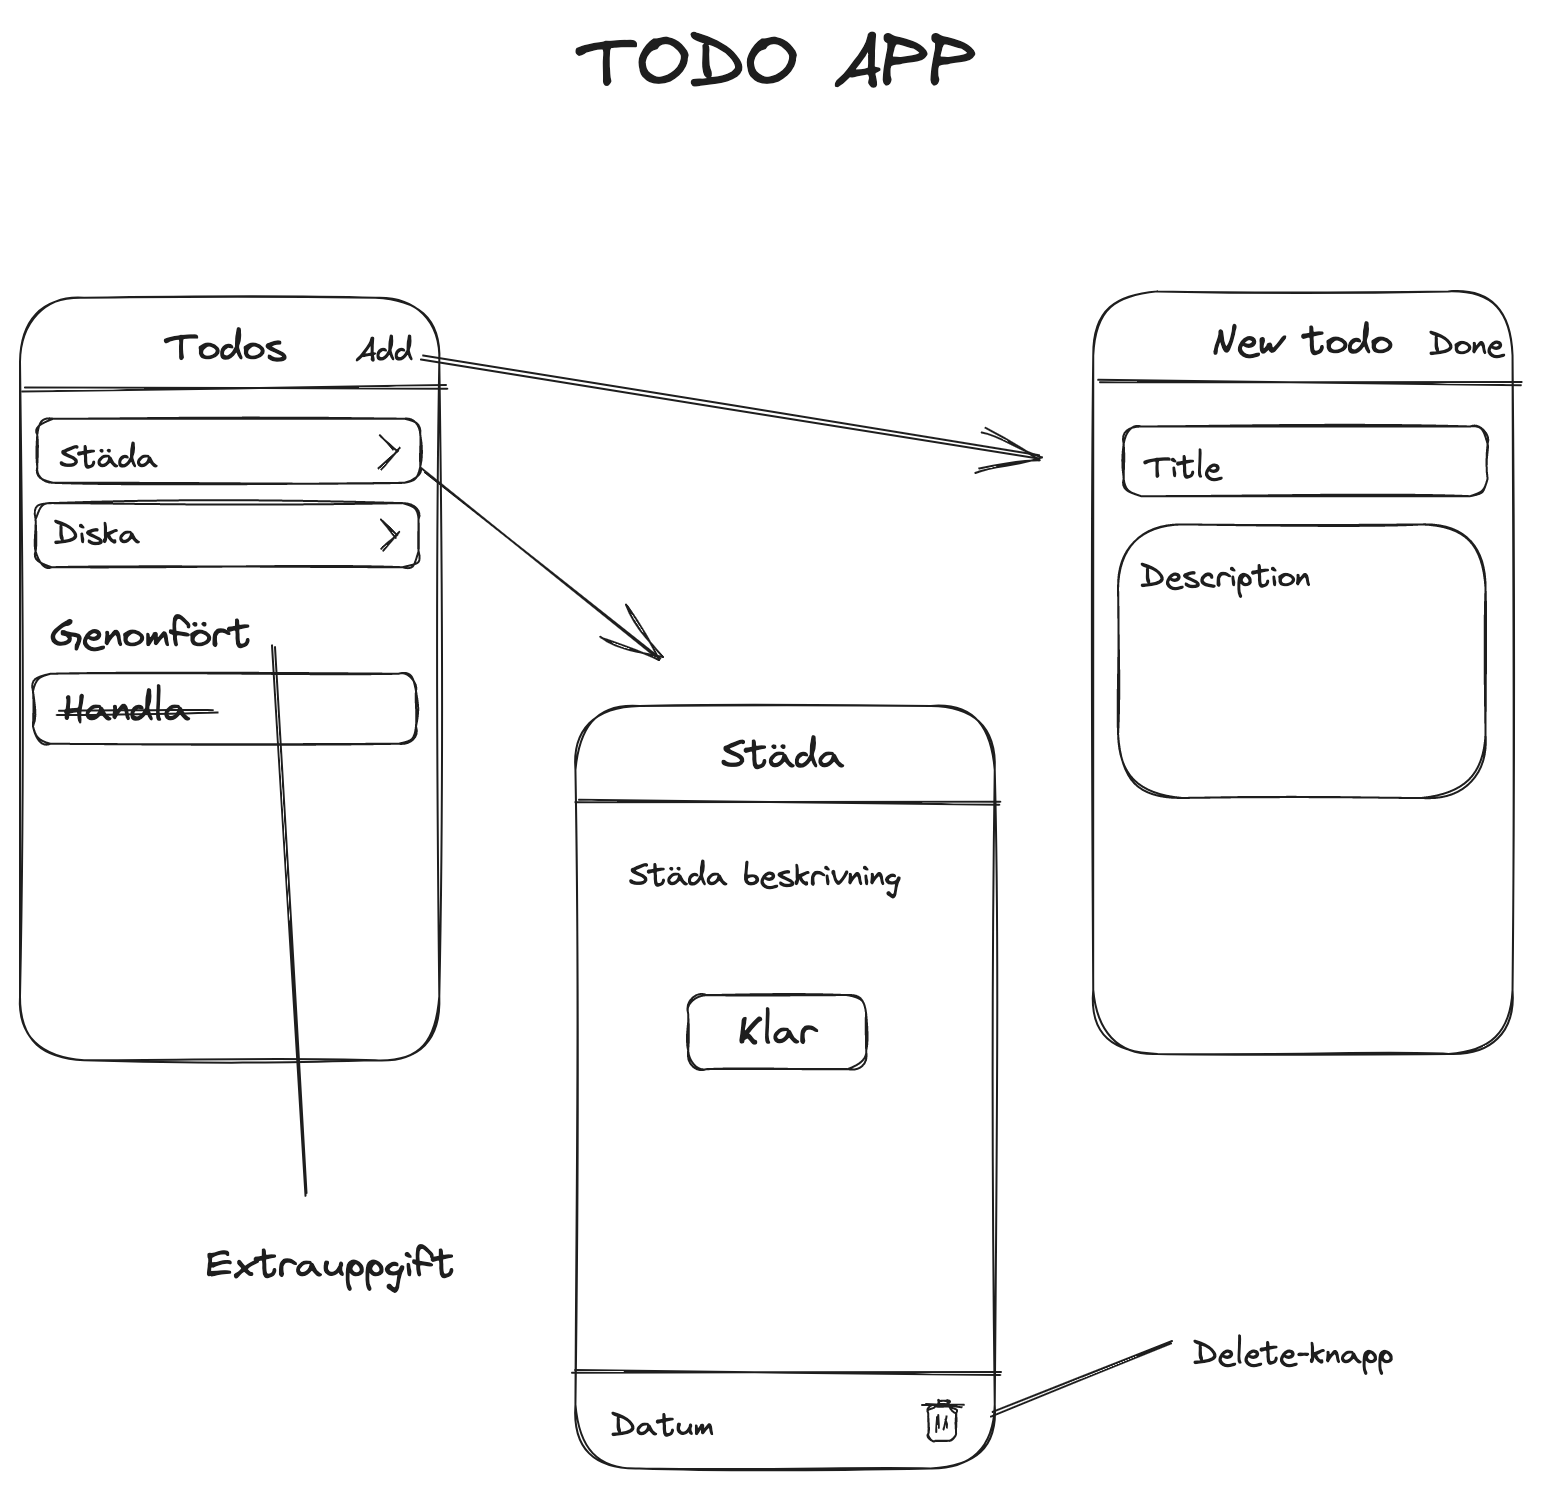 TODO APP
Todos
Add
Städa
Diska
Genomfört
Handla
Extrauppgift
New todo
Done
Title
Description
Städa
Städa beskrivning
Klar
Datum
Delete-knapp